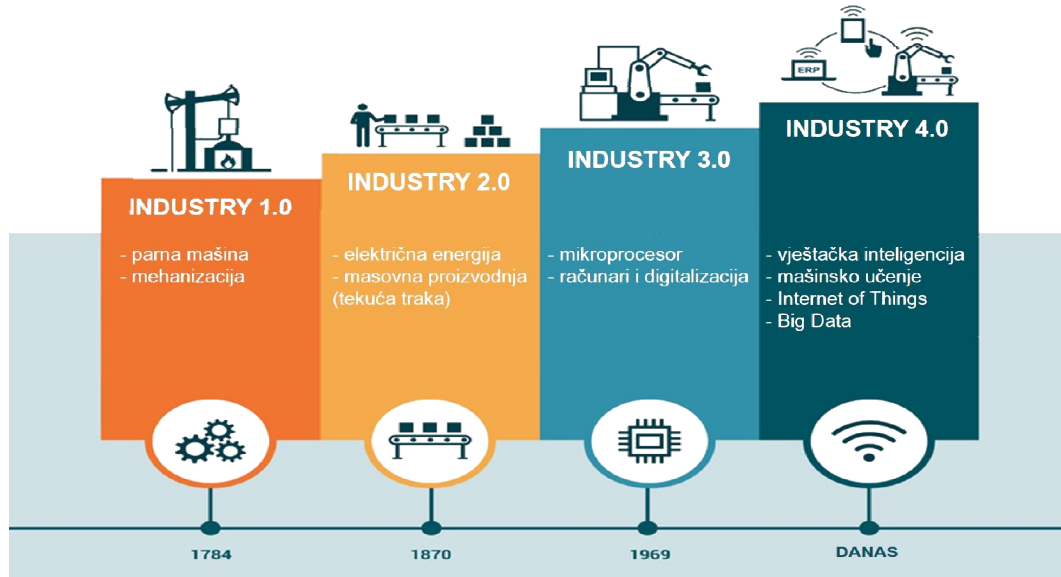 ERP
INDUSTRY 1.0
- parna mašina
- mehanizacija
INDUSTRY 2.0
- električna energija
- masovna proizvodnja
(tekuća traka)
INDUSTRY 3.0
- mikroprocesor
- računari i digitalizacija
INDUSTRY 4.0
- vještačka inteligencija
- mašinsko učenje
- Internet of Things
- Big Data
1784
1870
1969
DANAS